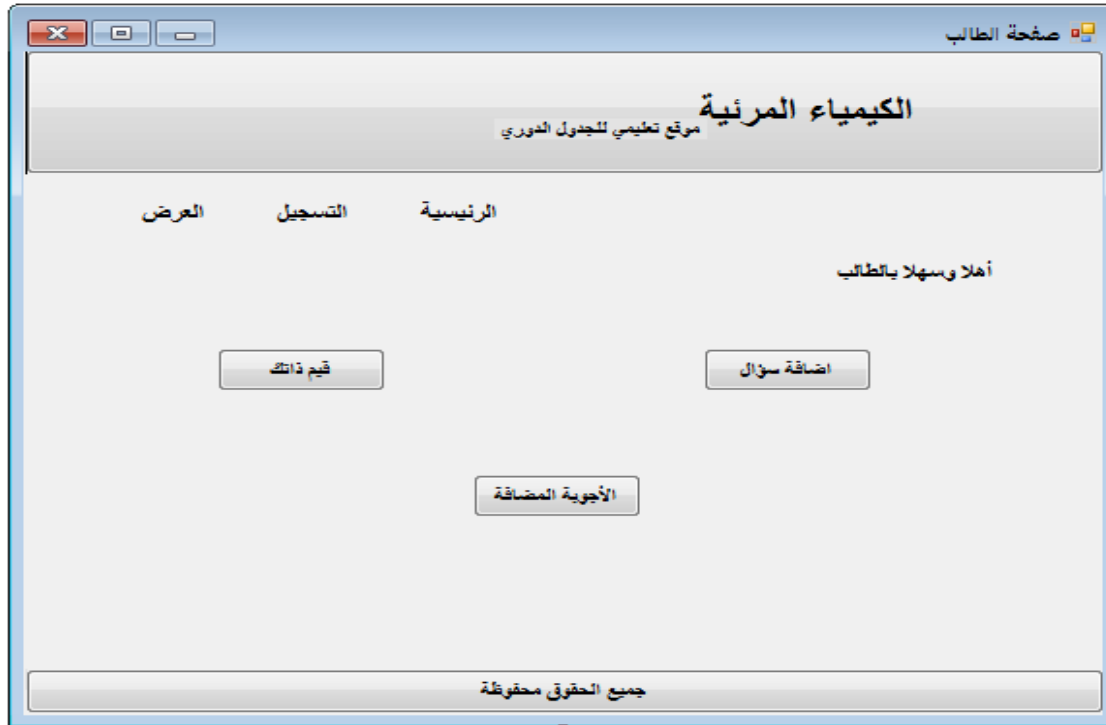 صفحة الطالب
الكيمياء المرئية
موقع تعليمي للجدول الدوري
الرئيسية التسجيل العرض
أهلا وسهلا بالطالب
اضافة سؤال قيم ذاتك
الأجوبة المضافة
جميع الحقوق محفوظة